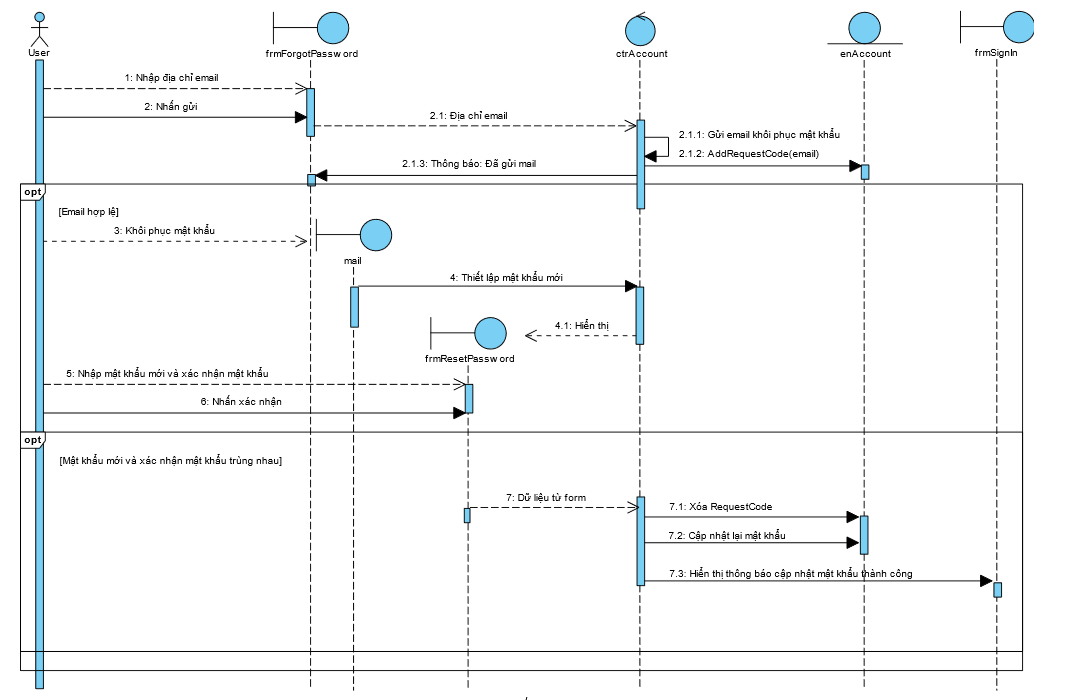 User
frmForgotPassword
ctrAccount
enAccount
frmSignIn
1: Nhập địa chỉ email
2: Nhấn gửi
2.1: Địa chỉ email
2.1.1: Gửi email khôi phục mật khẩu
2.1.2: AddRequestCode(email)
2.1.3: Thông báo: Đã gửi mail
opt
[Email hợp lệ]
3: Khôi phục mật khẩu
mail
4: Thiết lập mật khẩu mới
4.1: Hiển thị
frmResetPassword
5: Nhập mật khẩu mới và xác nhận mật khẩu
6: Nhấn xác nhận
opt
[Mật khẩu mới và xác nhận mật khẩu trùng nhau]
7: Dữ liệu từ form
7.1: Xóa RequestCode
7.2: Cập nhật lại mật khẩu
7.3: Hiển thị thông báo cập nhật mật khẩu thành công